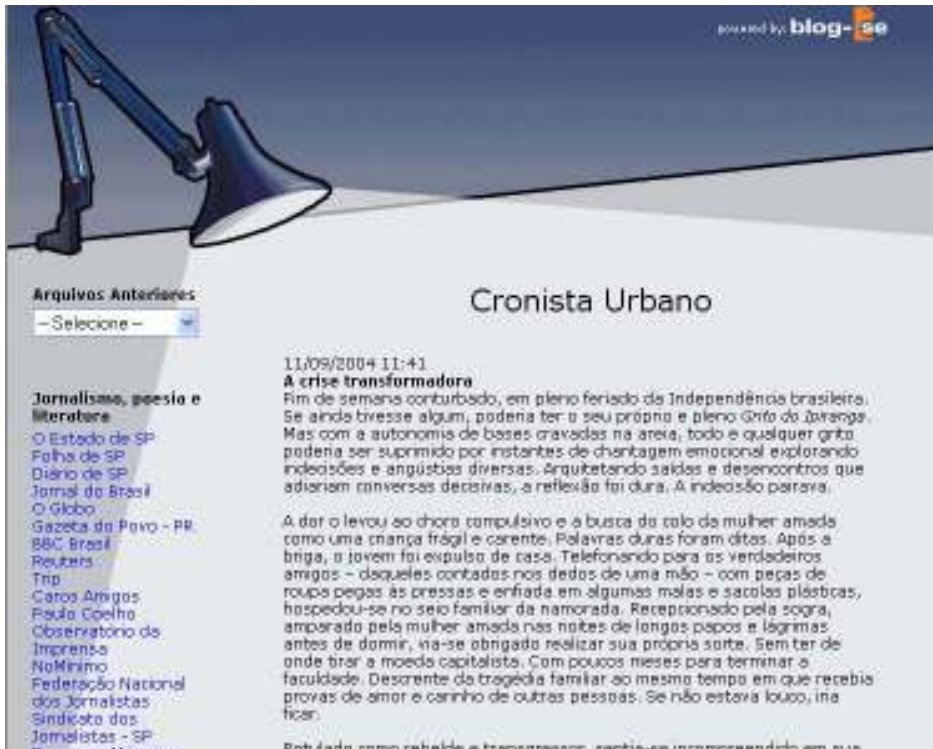 powered by: blog-se
Arquivos Anteriores
-- Selecione --
Jornalismo, poesia e
literatura
O Estado de SP
Folha de SP
Diário de SP
Jornal do Brasil
O Globo
Gazeta do Povo - PR
BBC Brasil
Reuters
Trip
Caros Amigos
Paulo Coelho
Observatório da
Imprensa
NoMínimo
Federação Nacional
dos Jornalistas
Sindicato dos
Jornalistas - SP
Cronista Urbano
11/09/2004 11:41
A crise transformadora
Fim de semana conturbado, em pleno feriado da Independência brasileira.
Se ainda tivesse algum, poderia ter o seu próprio e pleno Grito do Ipiranga.
Mas com a autonomia de bases cravadas na areia, todo e qualquer grito
poderia ser suprimido por instantes de chantagem emocional explorando
indecisões e angústias diversas. Arquitetando saídas e desencontros que
adiariam conversas decisivas, a reflexão foi dura. A indecisão pairava.
A dor o levou ao choro compulsivo e a busca do colo da mulher amada
como uma criança frágil e carente. Palavras duras foram ditas. Após a
briga, o jovem foi expulso de casa. Telefonando para os verdadeiros
amigos – daqueles contados nos dedos de uma mão – com peças de
roupa pegas às pressas e enfiada em algumas malas e sacolas plásticas,
hospedou-se no seio familiar da namorada. Recepcionado pela sogra,
amparado pela mulher amada nas noites de longos papos e lágrimas
antes de dormir, via-se obrigado realizar sua própria sorte. Sem ter de
onde tirar a moeda capitalista. Com poucos meses para terminar a
faculdade. Descrente da tragédia familiar ao mesmo tempo em que recebia
provas de amor e carinho de outras pessoas. Se não estava louco, iria
ficar.
Rotulado como rebelde e transgressor, sentia-se incompreendido em sua